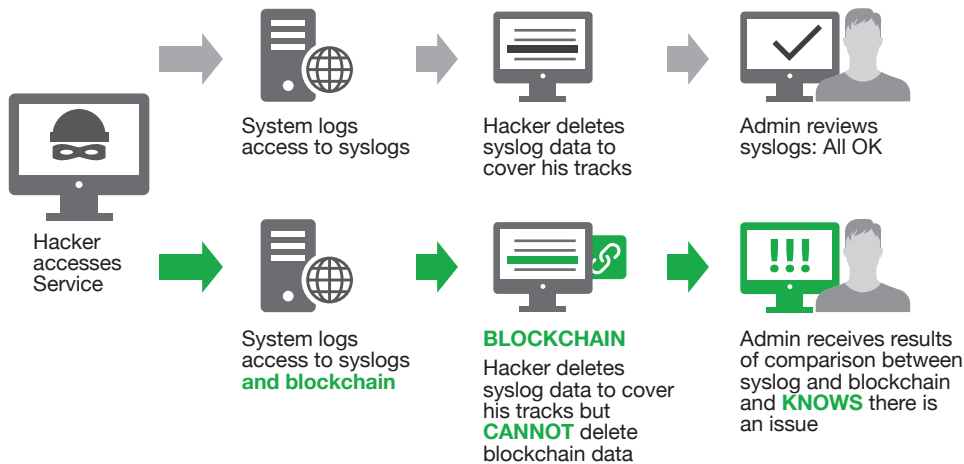 Hacker
accesses
Service
System logs
access to syslogs
Hacker deletes
syslog data to
cover his tracks
Admin reviews
syslogs: All OK
System logs
access to syslogs
and blockchain
BLOCKCHAIN
Hacker deletes
syslog data to cover
his tracks but
CANNOT delete
blockchain data
!!!
Admin receives results
of comparison between
syslog and blockchain
and KNOWS there is
an issue